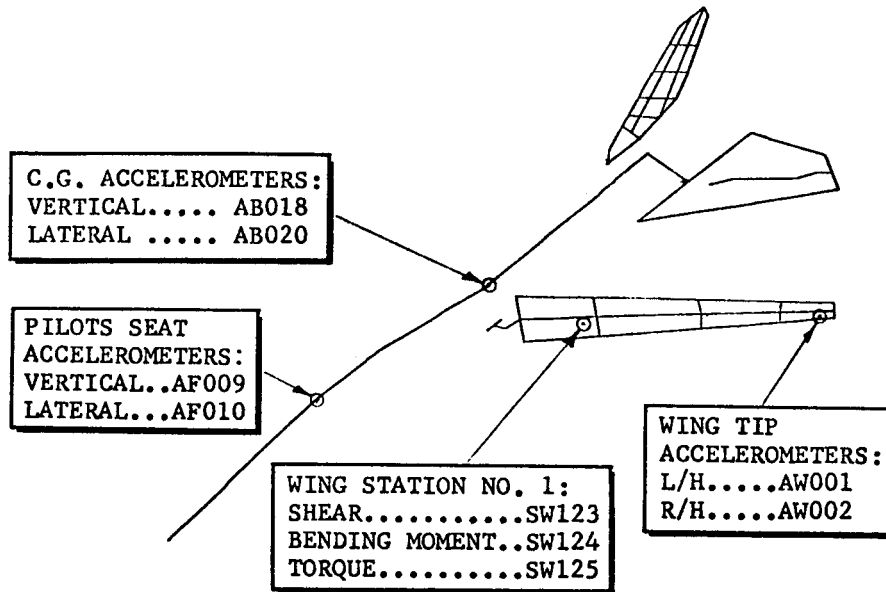 C.G. ACCELEROMETERS:
VERTICAL..... AB018
LATERAL ..... AB020
PILOTS SEAT
ACCELEROMETERS:
VERTICAL..AF009
LATERAL...AF010
WING STATION NO. 1:
SHEAR...........SW123
BENDING MOMENT..SW124
TORQUE..........SW125
WING TIP
ACCELEROMETERS:
L/H.....AW001
R/H.....AW002